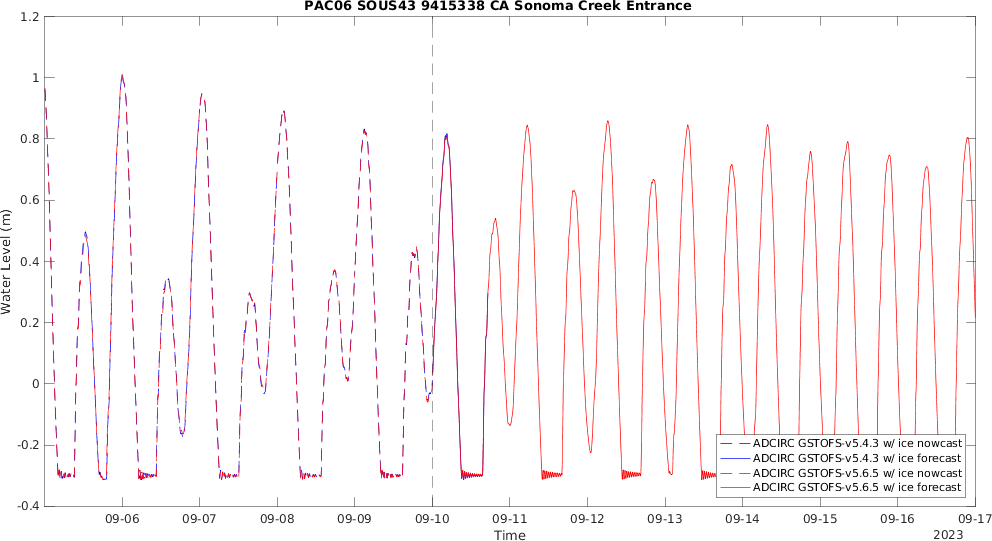 PAC06 SOUS43 9415338 CA Sonoma Creek Entrance
1.2
1
0.8
0.6
0.4
0.2
0
-0.2
-0.4
Water Level (m)
ADCIRC GSTOFS-v5.4.3 w/ ice nowcast
ADCIRC GSTOFS-v5.4.3 w/ ice forecast
ADCIRC GSTOFS-v5.6.5 w/ ice nowcast
ADCIRC GSTOFS-v5.6.5 w/ ice forecast
09-06 09-07 09-08 09-09 09-10 09-11 09-12 09-13 09-14 09-15 09-16 09-17
Time
2023